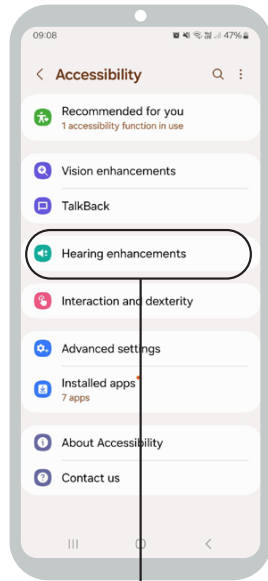 09:08 47%
Accessibility
Recommended for you
1 accessibility function in use
Vision enhancements
TalkBack
Hearing enhancements
Interaction and dexterity
Advanced settings
Installed apps
7 apps
About Accessibility
Contact us